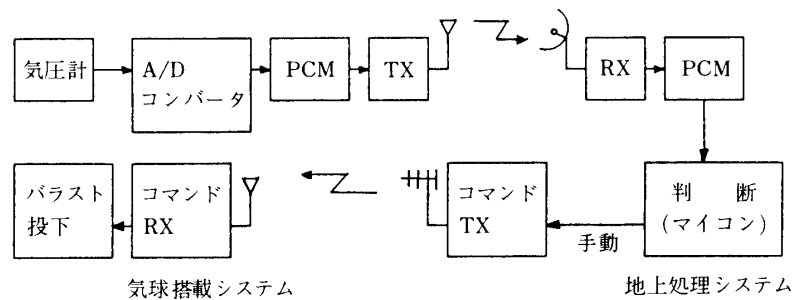 気圧計
A/D
コンバータ
PCM
TX
RX
PCM
バラスト
投下
コマンド
RX
コマンド
TX
手動
判 断
(マイコン)
気球搭載システム
地上処理システム